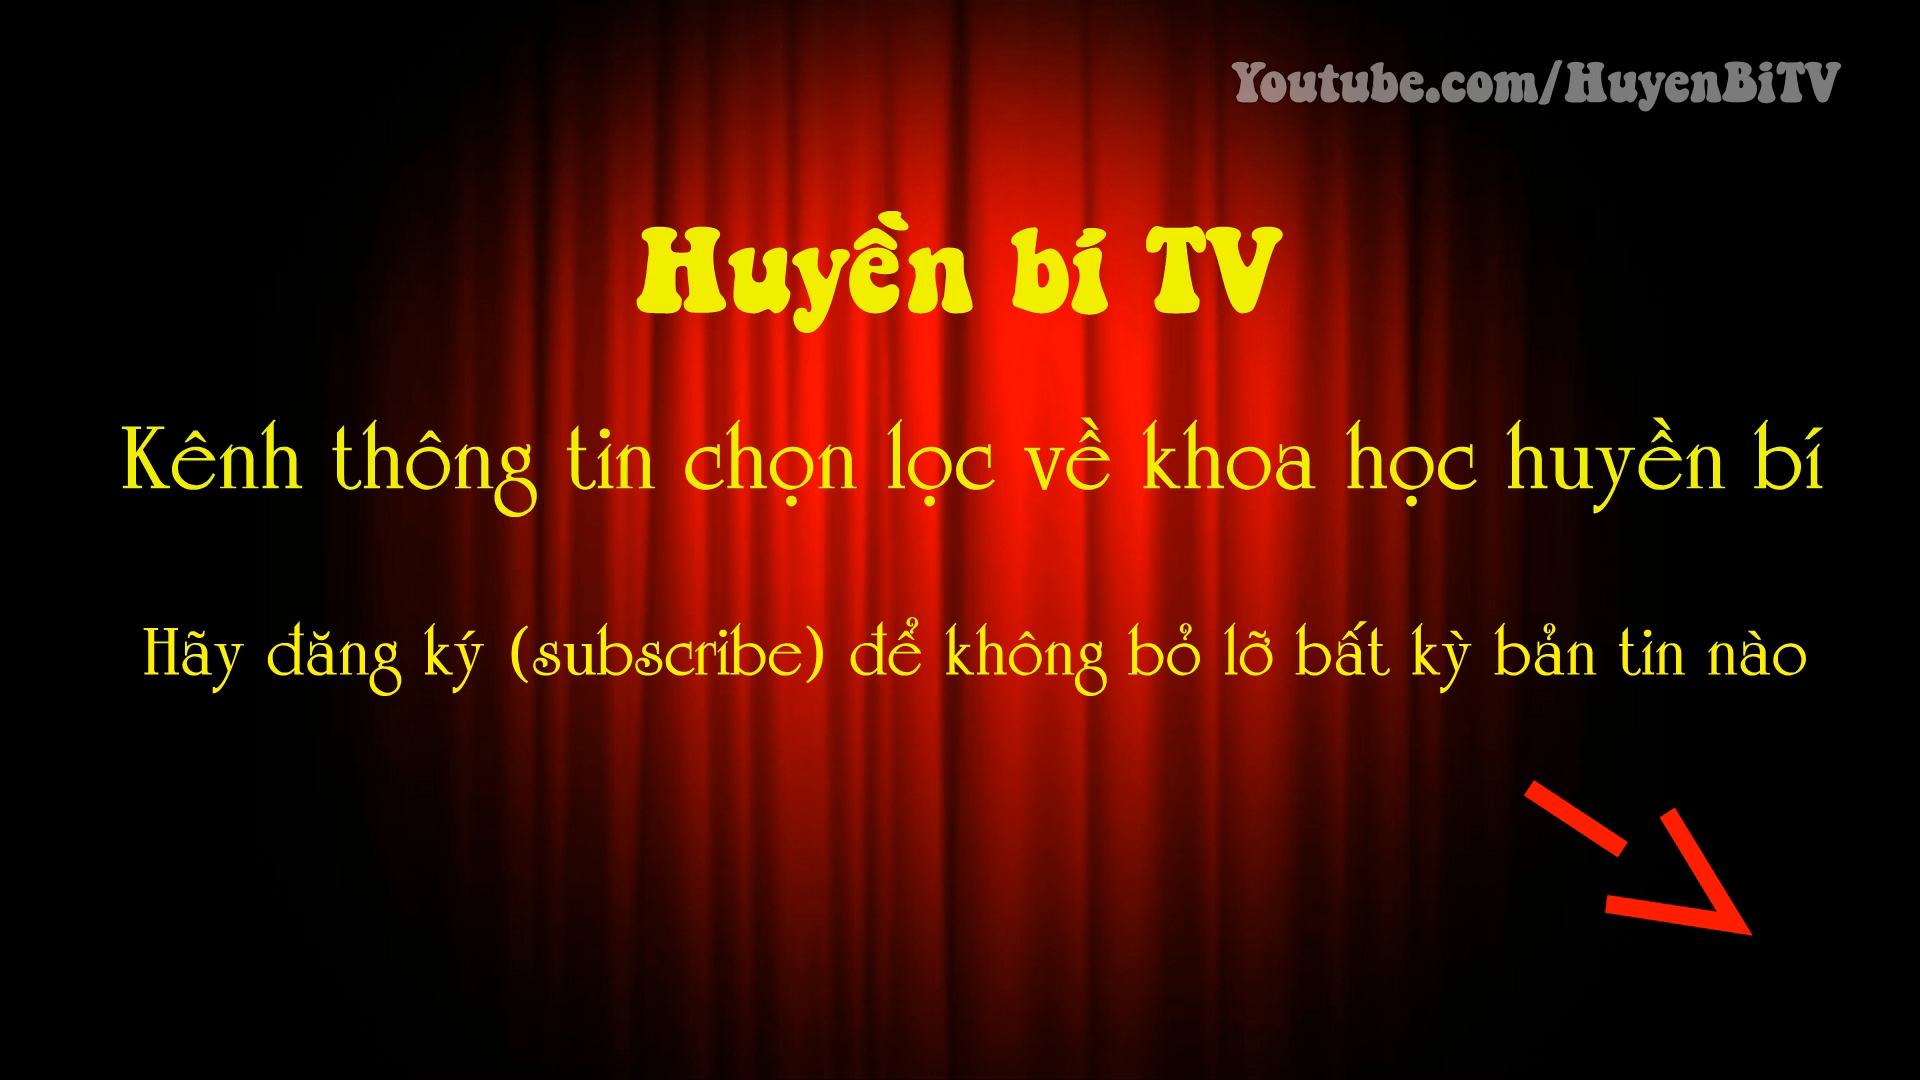 Youtube.com/HuyenBiTV
Huyền bí TV
Kênh thông tin chọn lọc về khoa học huyền bí
Hãy đăng ký (subscribe) để không bỏ lỡ bất kỳ bản tin nào